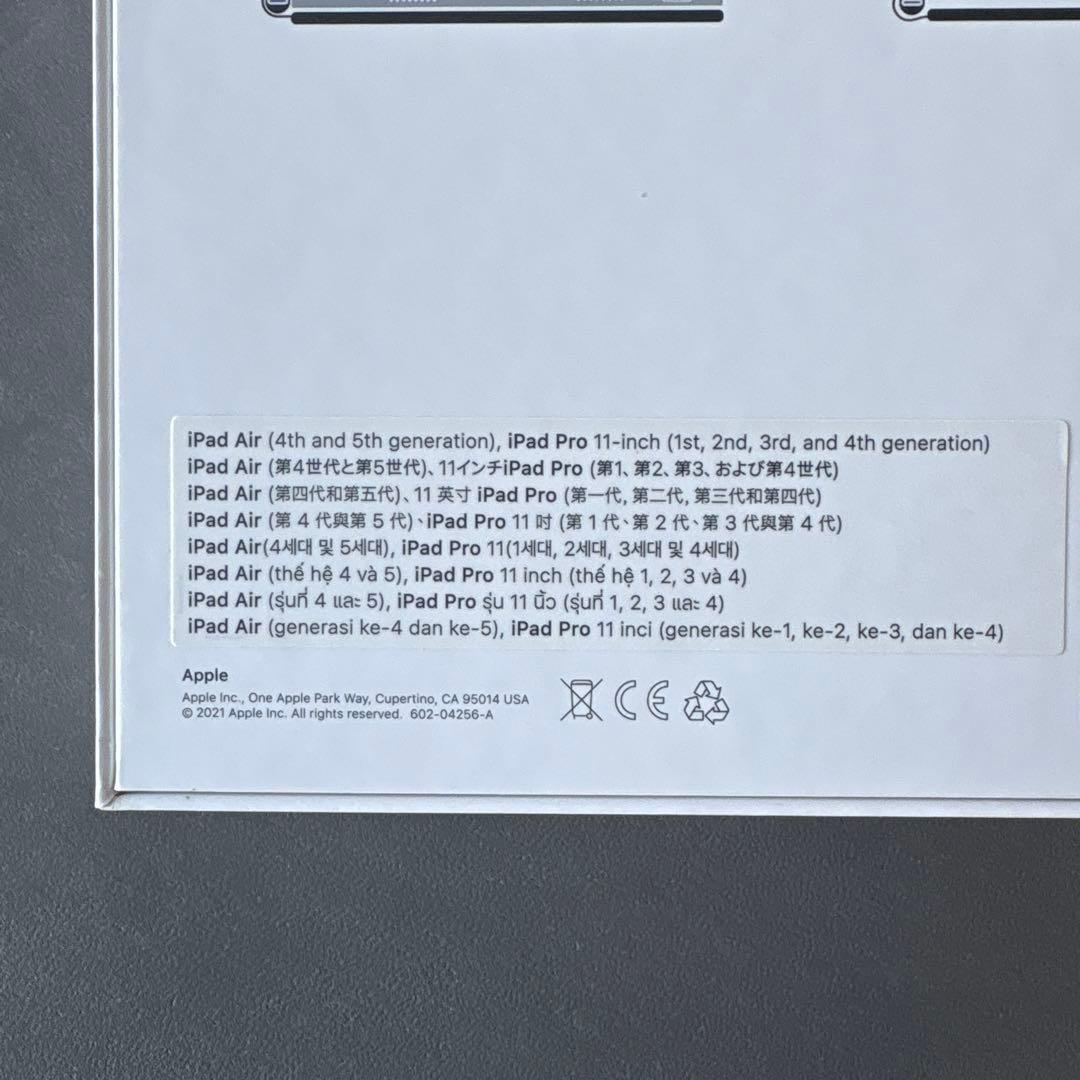 iPad Air (4th and 5th generation), iPad Pro 11-inch (1st, 2nd, 3rd, and 4th generation)
iPad Air (第4世代と第5世代)、11インチiPad Pro (第1、第2、第3、および第4世代)
iPad Air (第四代和第五代)、11 英寸 iPad Pro (第一代, 第二代, 第三代和第四代)
iPad Air (第 4 代與第 5 代)、iPad Pro 11 吋 (第 1 代、第 2 代、第 3 代與第 4 代)
iPad Air(4세대 및 5세대), iPad Pro 11(1세대, 2세대, 3세대 및 4세대)
iPad Air (thế hệ 4 và 5), iPad Pro 11 inch (thế hệ 1, 2, 3 và 4)
iPad Air (รุ่นที่ 4 และ 5), iPad Pro รุ่น 11 นิ้ว (รุ่นที่ 1, 2, 3 และ 4)
iPad Air (generasi ke-4 dan ke-5), iPad Pro 11 inci (generasi ke-1, ke-2, ke-3, dan ke-4)
Apple
Apple Inc., One Apple Park Way, Cupertino, CA 95014 USA
© 2021 Apple Inc. All rights reserved. 602-04256-A
CE